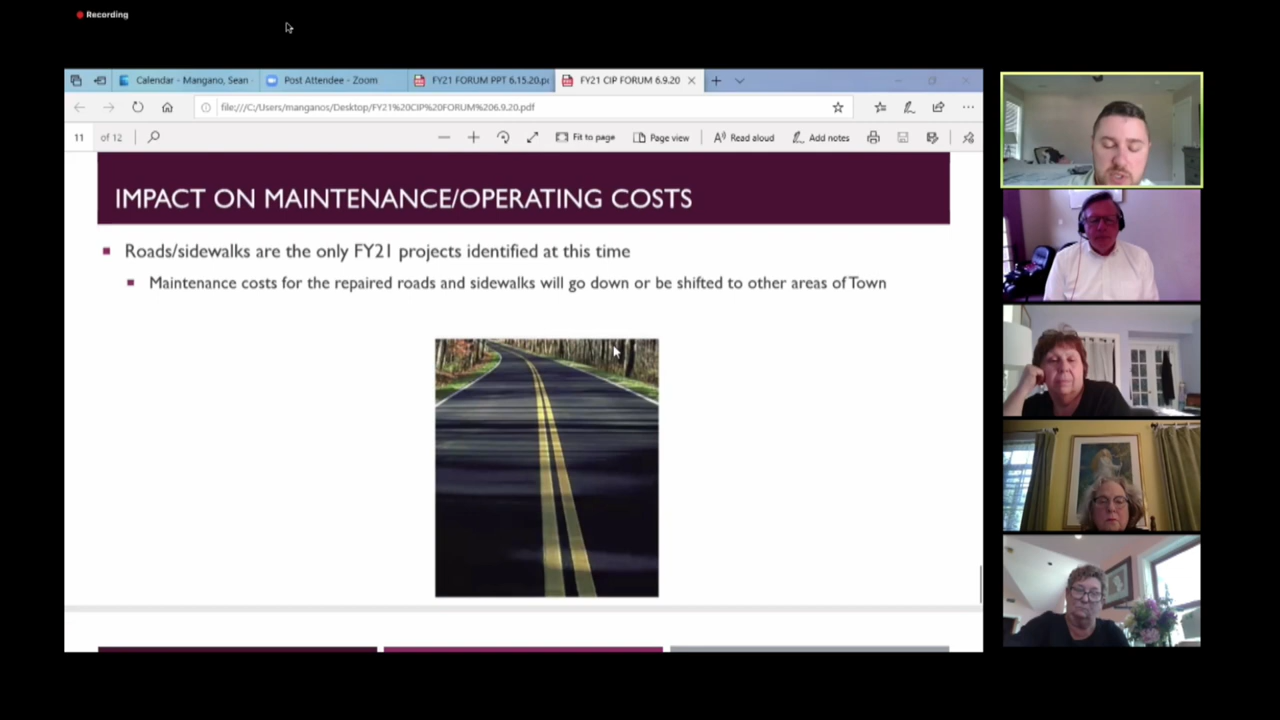 Recording
Calendar - Mangano, Sean
Post Attendee - Zoom
FY21 FORUM PPT 6.15.20.p
FY21 CIP FORUM 6.9.20
file:///C:/Users/manganos/Desktop/FY21%20CIP%20FORUM%206.9.20.pdf
11 of 12
Fit to page
Page view
Read aloud
Add notes
IMPACT ON MAINTENANCE/OPERATING COSTS
Roads/sidewalks are the only FY21 projects identified at this time
Maintenance costs for the repaired roads and sidewalks will go down or be shifted to other areas of Town